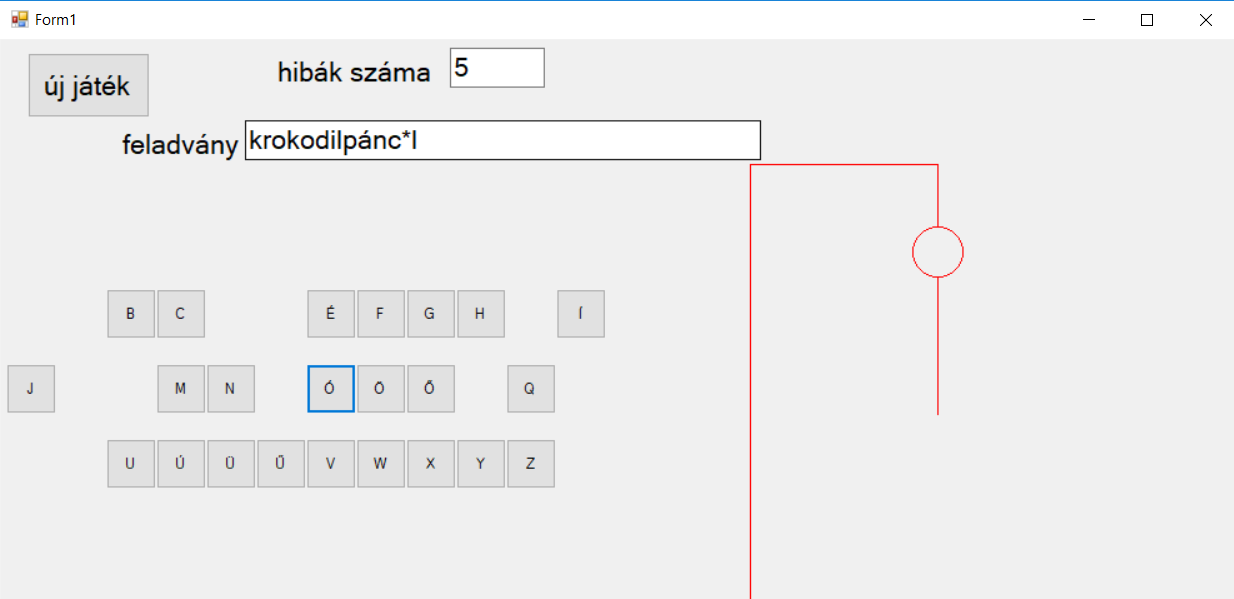 Form1
új játék hibák száma 5
feladvány krokodilpánc*l
B C É F G H Í
J M N Ó Ö Ő Q
U Ú Ü Ű V W X Y Z